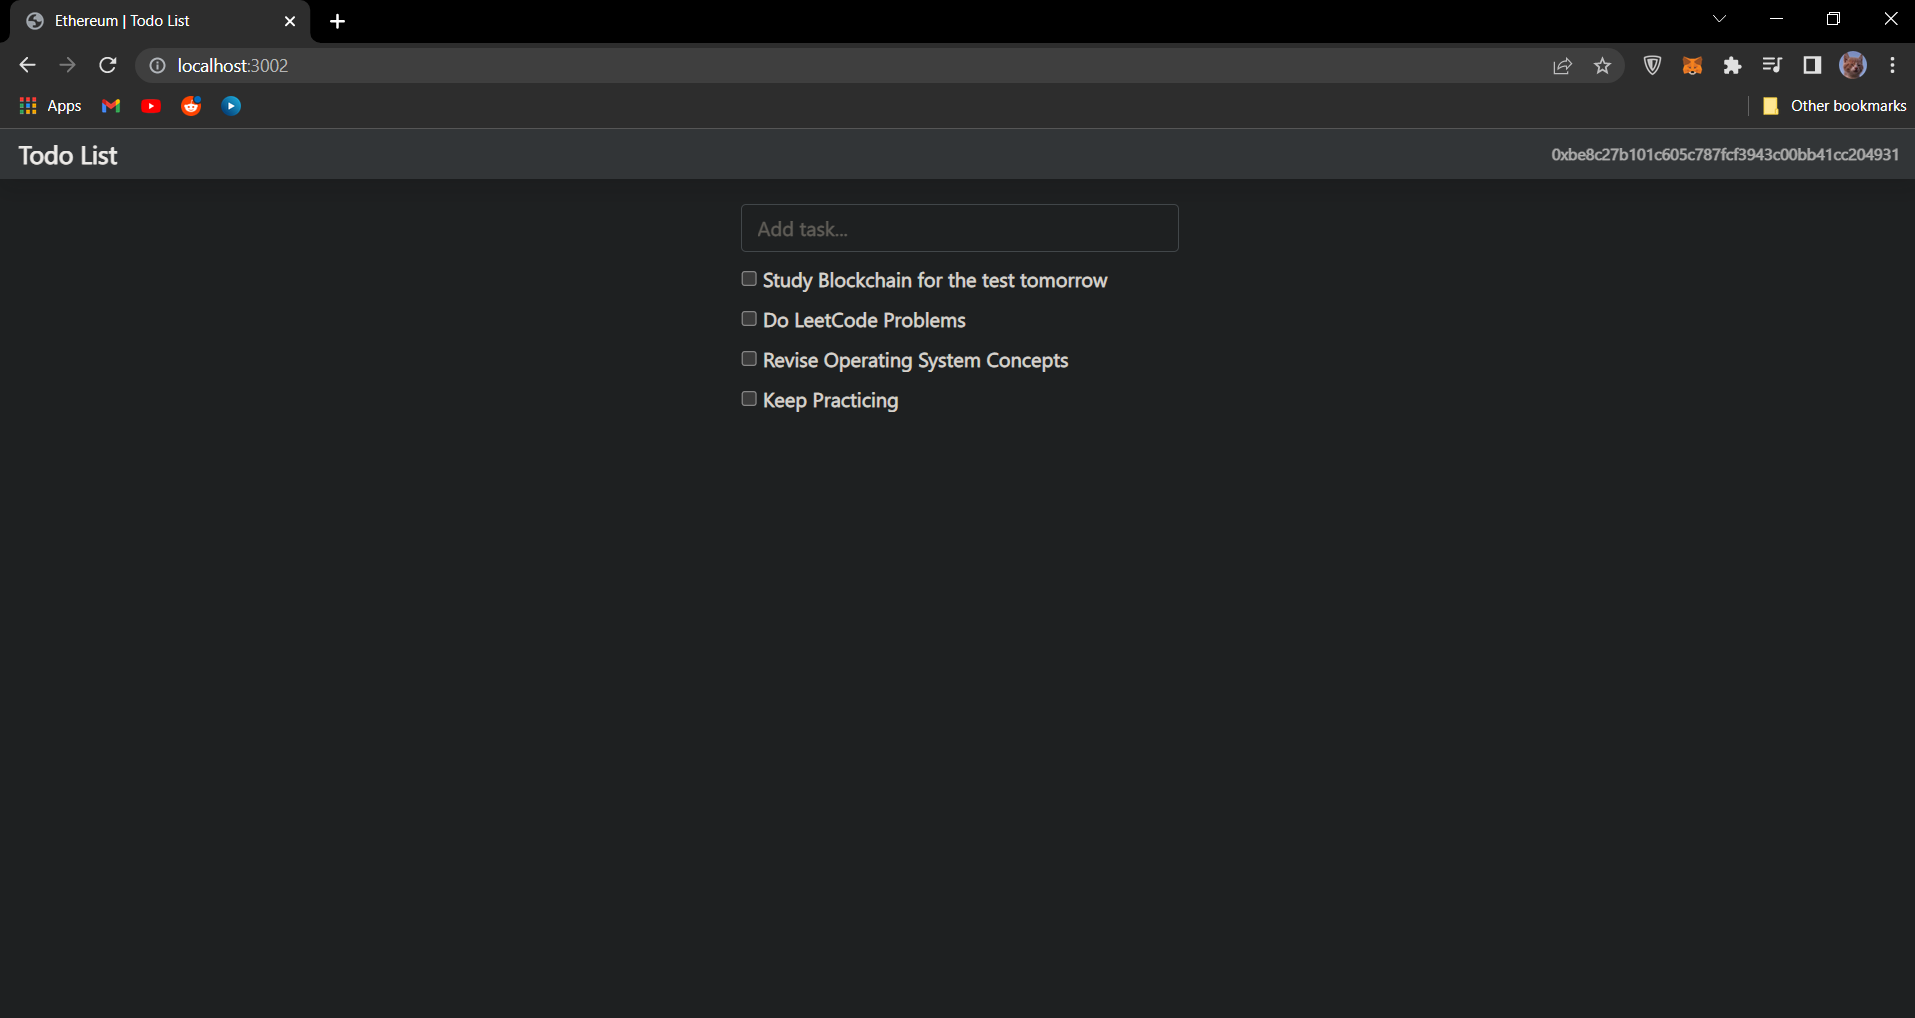 Ethereum | Todo List
localhost:3002
Apps
Other bookmarks
Todo List
0xbe8c27b101c605c787fcf3943c00bb41cc204931
Add task...
Study Blockchain for the test tomorrow
Do LeetCode Problems
Revise Operating System Concepts
Keep Practicing